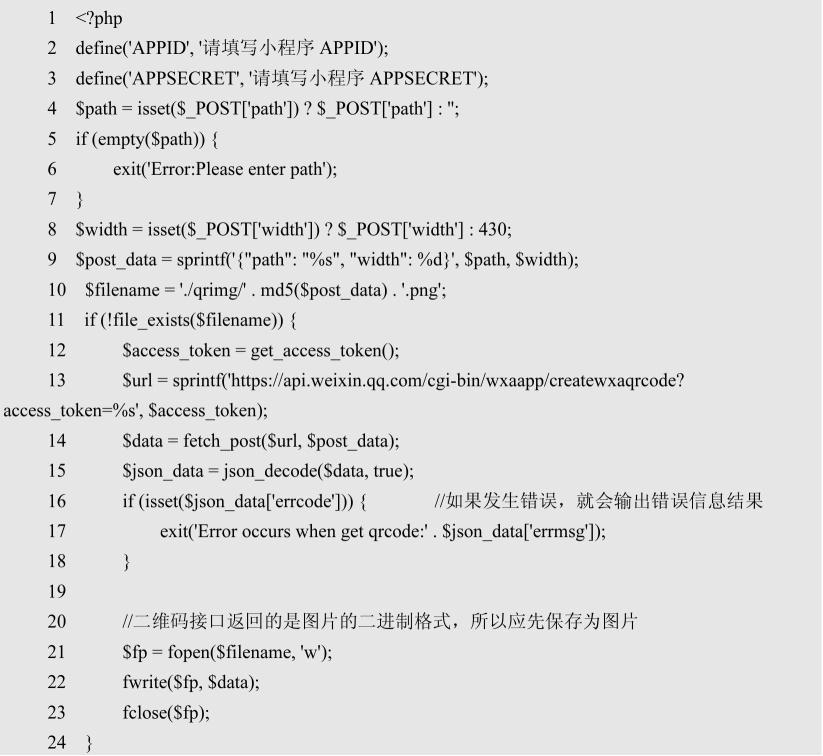 1 <?php
2 define('APPID', '请填写小程序 APPID');
3 define('APPSECRET', '请填写小程序 APPSECRET');
4 $path = isset($_POST['path']) ? $_POST['path'] : '';
5 if (empty($path)) {
6 exit('Error:Please enter path');
7 }
8 $width = isset($_POST['width']) ? $_POST['width'] : 430;
9 $post_data = sprintf('{"path": "%s", "width": %d}', $path, $width);
10 $filename = './qrimg/' . md5($post_data) . '.png';
11 if (!file_exists($filename)) {
12 $access_token = get_access_token();
13 $url = sprintf('https://api.weixin.qq.com/cgi-bin/wxaapp/createwxaqrcode?
access_token=%s', $access_token);
14 $data = fetch_post($url, $post_data);
15 $json_data = json_decode($data, true);
16 if (isset($json_data['errcode'])) { //如果发生错误，就会输出错误信息结果
17 exit('Error occurs when get qrcode:' . $json_data['errmsg']);
18 }
19
20 //二维码接口返回的是图片的二进制格式，所以应先保存为图片
21 $fp = fopen($filename, 'w');
22 fwrite($fp, $data);
23 fclose($fp);
24 }